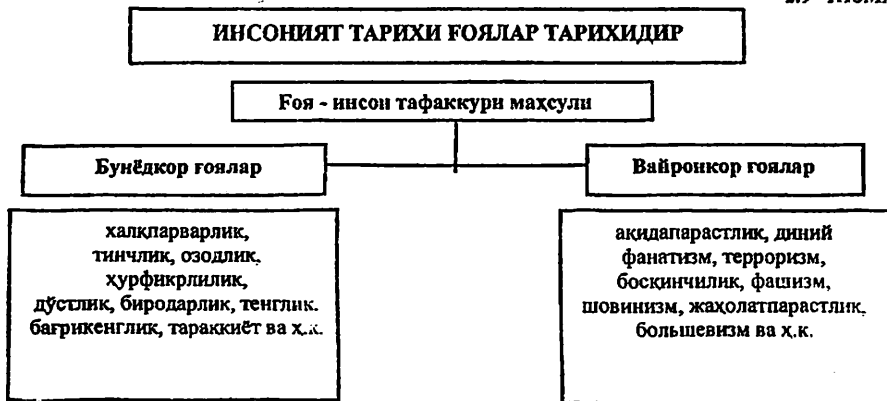 ИНСОНИЯТ ТАРИХИ ҒОЯЛАР ТАРИХИДИР
Ғоя - инсон тафаккури маҳсули
Бунёдкор ғоялар
Вайронкор ғоялар
халқпарварлик,
тинчлик, озодлик,
ҳурфикрлилик,
дўстлик, биродарлик, тенглик.
бағрикенглик, тараккиёт ва ҳ.к.
ақидапарастлик, диний
фанатизм, терроризм,
босқинчилик, фашизм,
шовинизм, жаҳолатпарастлик,
большевизм ва ҳ.к.